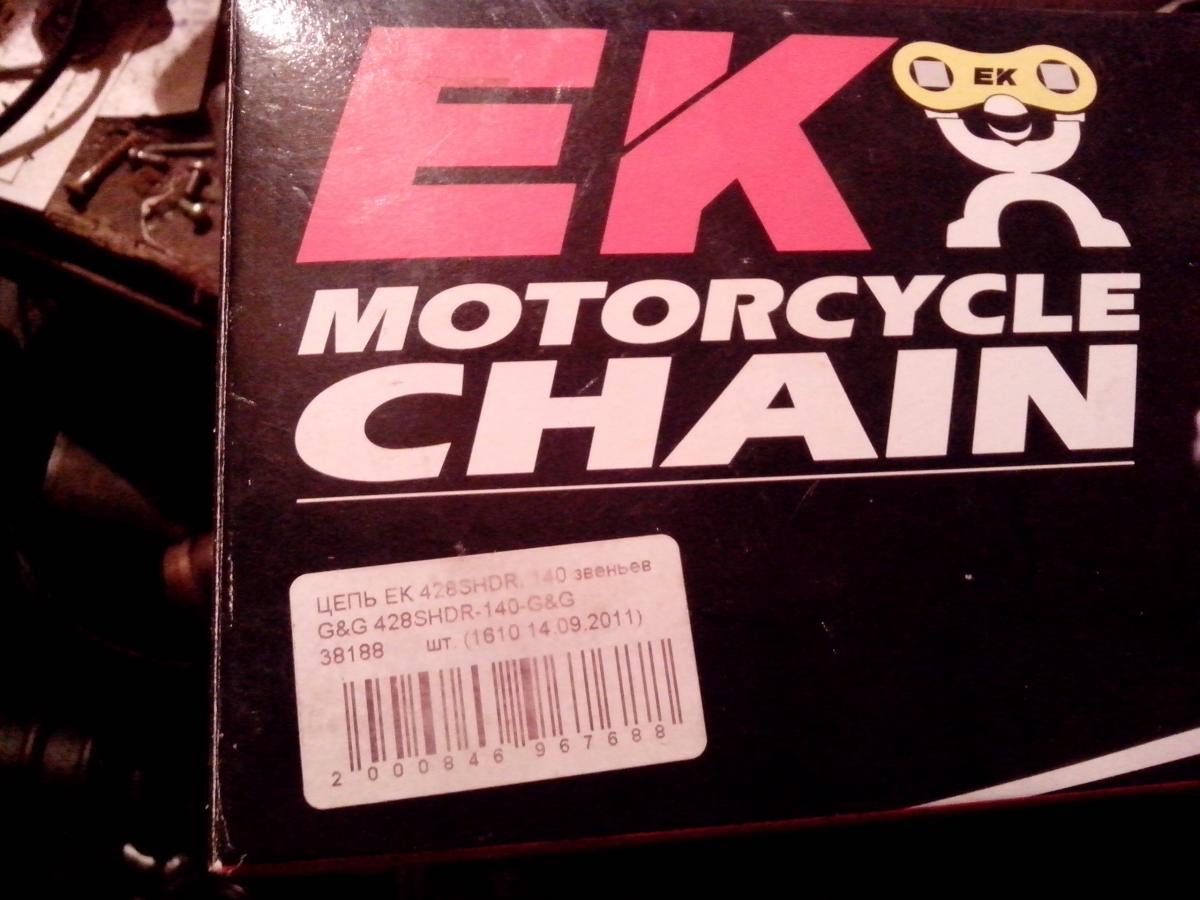 EK
EK
MOTORCYCLE
CHAIN
ЦЕПЬ EK 428SHDR, 140 звеньев
G&G 428SHDR-140-G&G
38188 шт. (1610 14.09.2011)
2 000846 967688